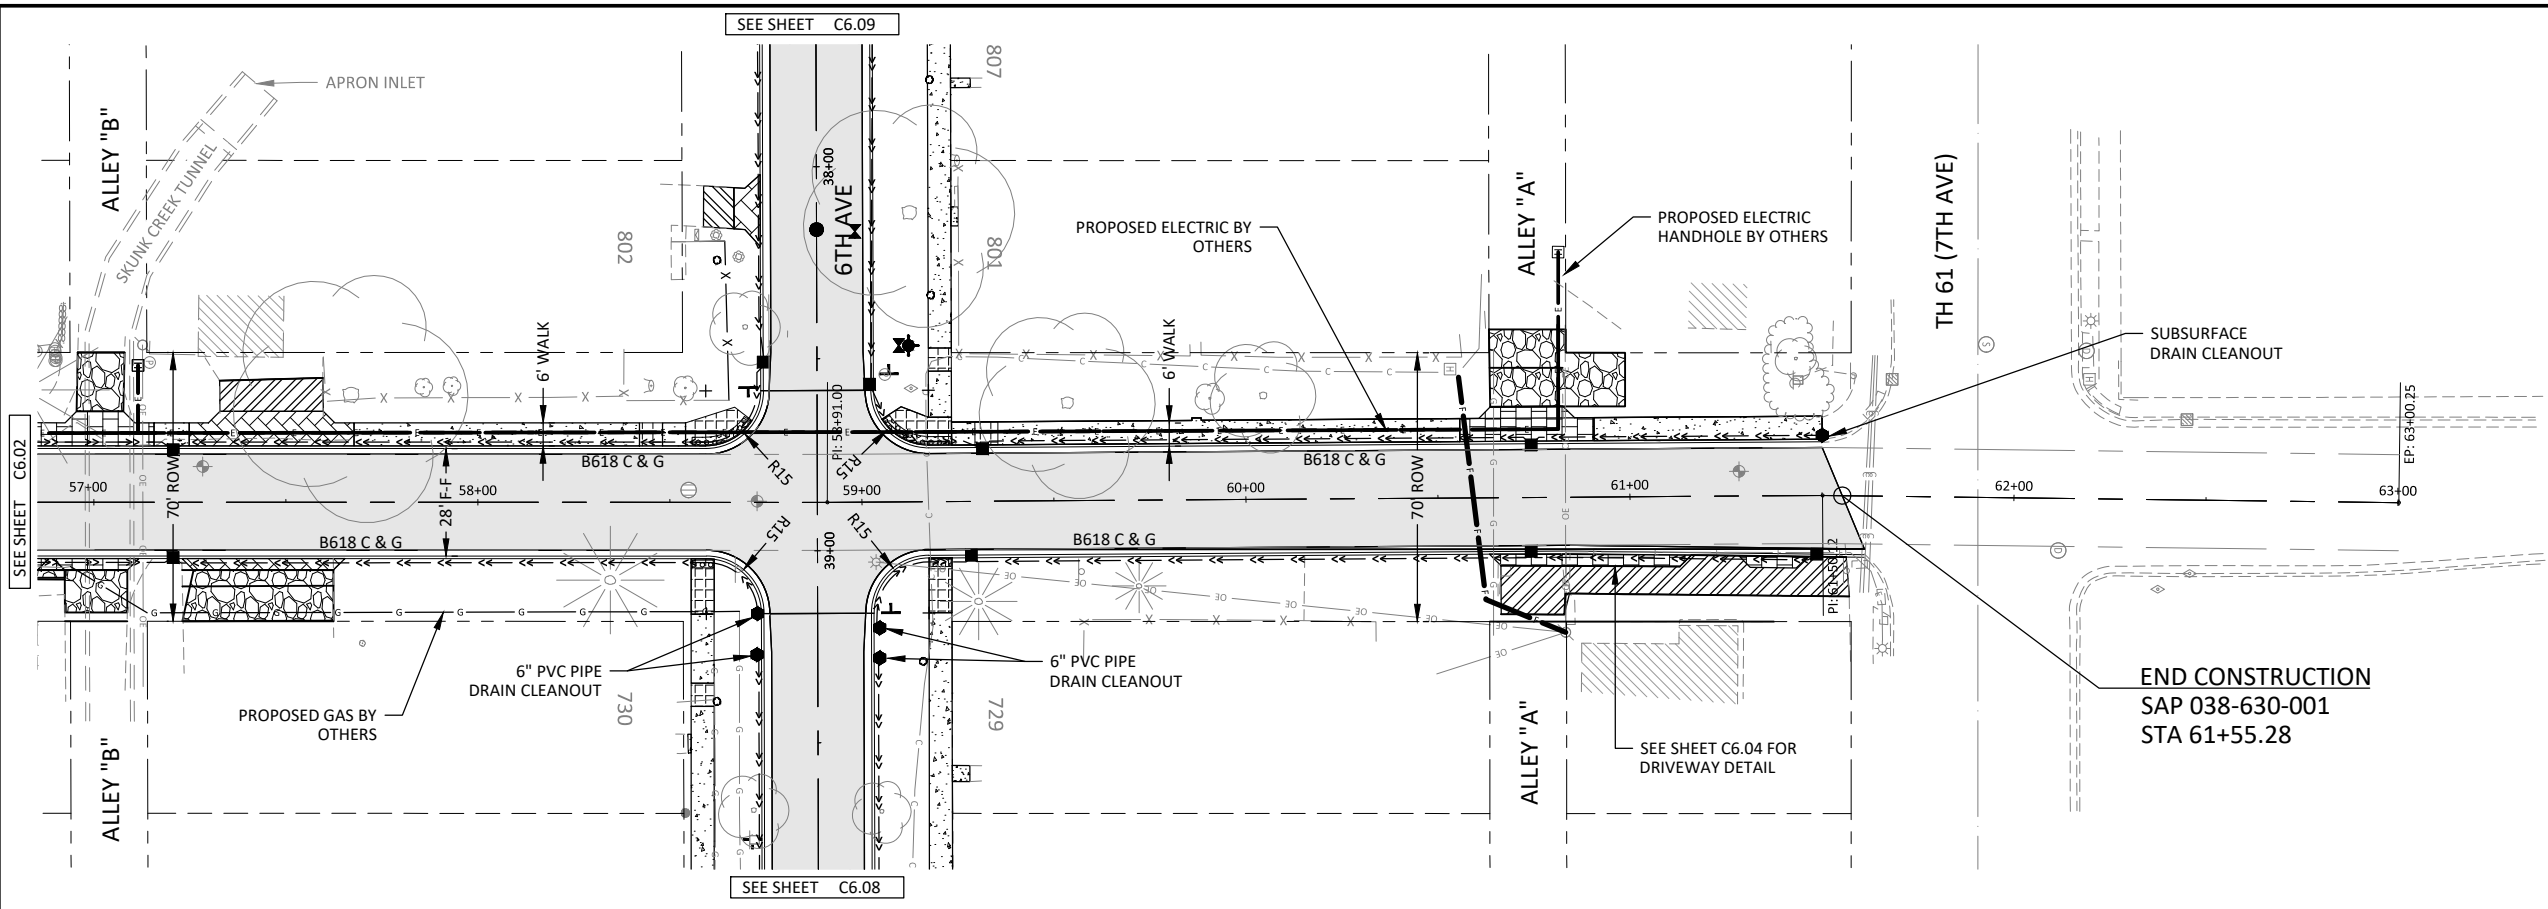 SEE SHEET C6.09
APRON INLET
SKUNK CREEK TUNNEL
ALLEY "B"
807
38+00
6TH AVE
802
801
PROPOSED ELECTRIC BY
OTHERS
ALLEY "A"
PROPOSED ELECTRIC
HANDHOLE BY OTHERS
TH 61 (7TH AVE)
SUBSURFACE
DRAIN CLEANOUT
6' WALK
6' WALK
SEE SHEET C6.02
B618 C & G
R15
PI: 58+91.00
R15
B618 C & G
EP: 63+00.25
57+00
70' ROW
28' F-F
58+00
59+00
60+00
70' ROW
61+00
62+00
63+00
B618 C & G
R15
39+00
R15
B618 C & G
6" PVC PIPE
DRAIN CLEANOUT
6" PVC PIPE
DRAIN CLEANOUT
PROPOSED GAS BY
OTHERS
730
729
ALLEY "B"
ALLEY "A"
SEE SHEET C6.04 FOR
DRIVEWAY DETAIL
END CONSTRUCTION
SAP 038-630-001
STA 61+55.28
SEE SHEET C6.08